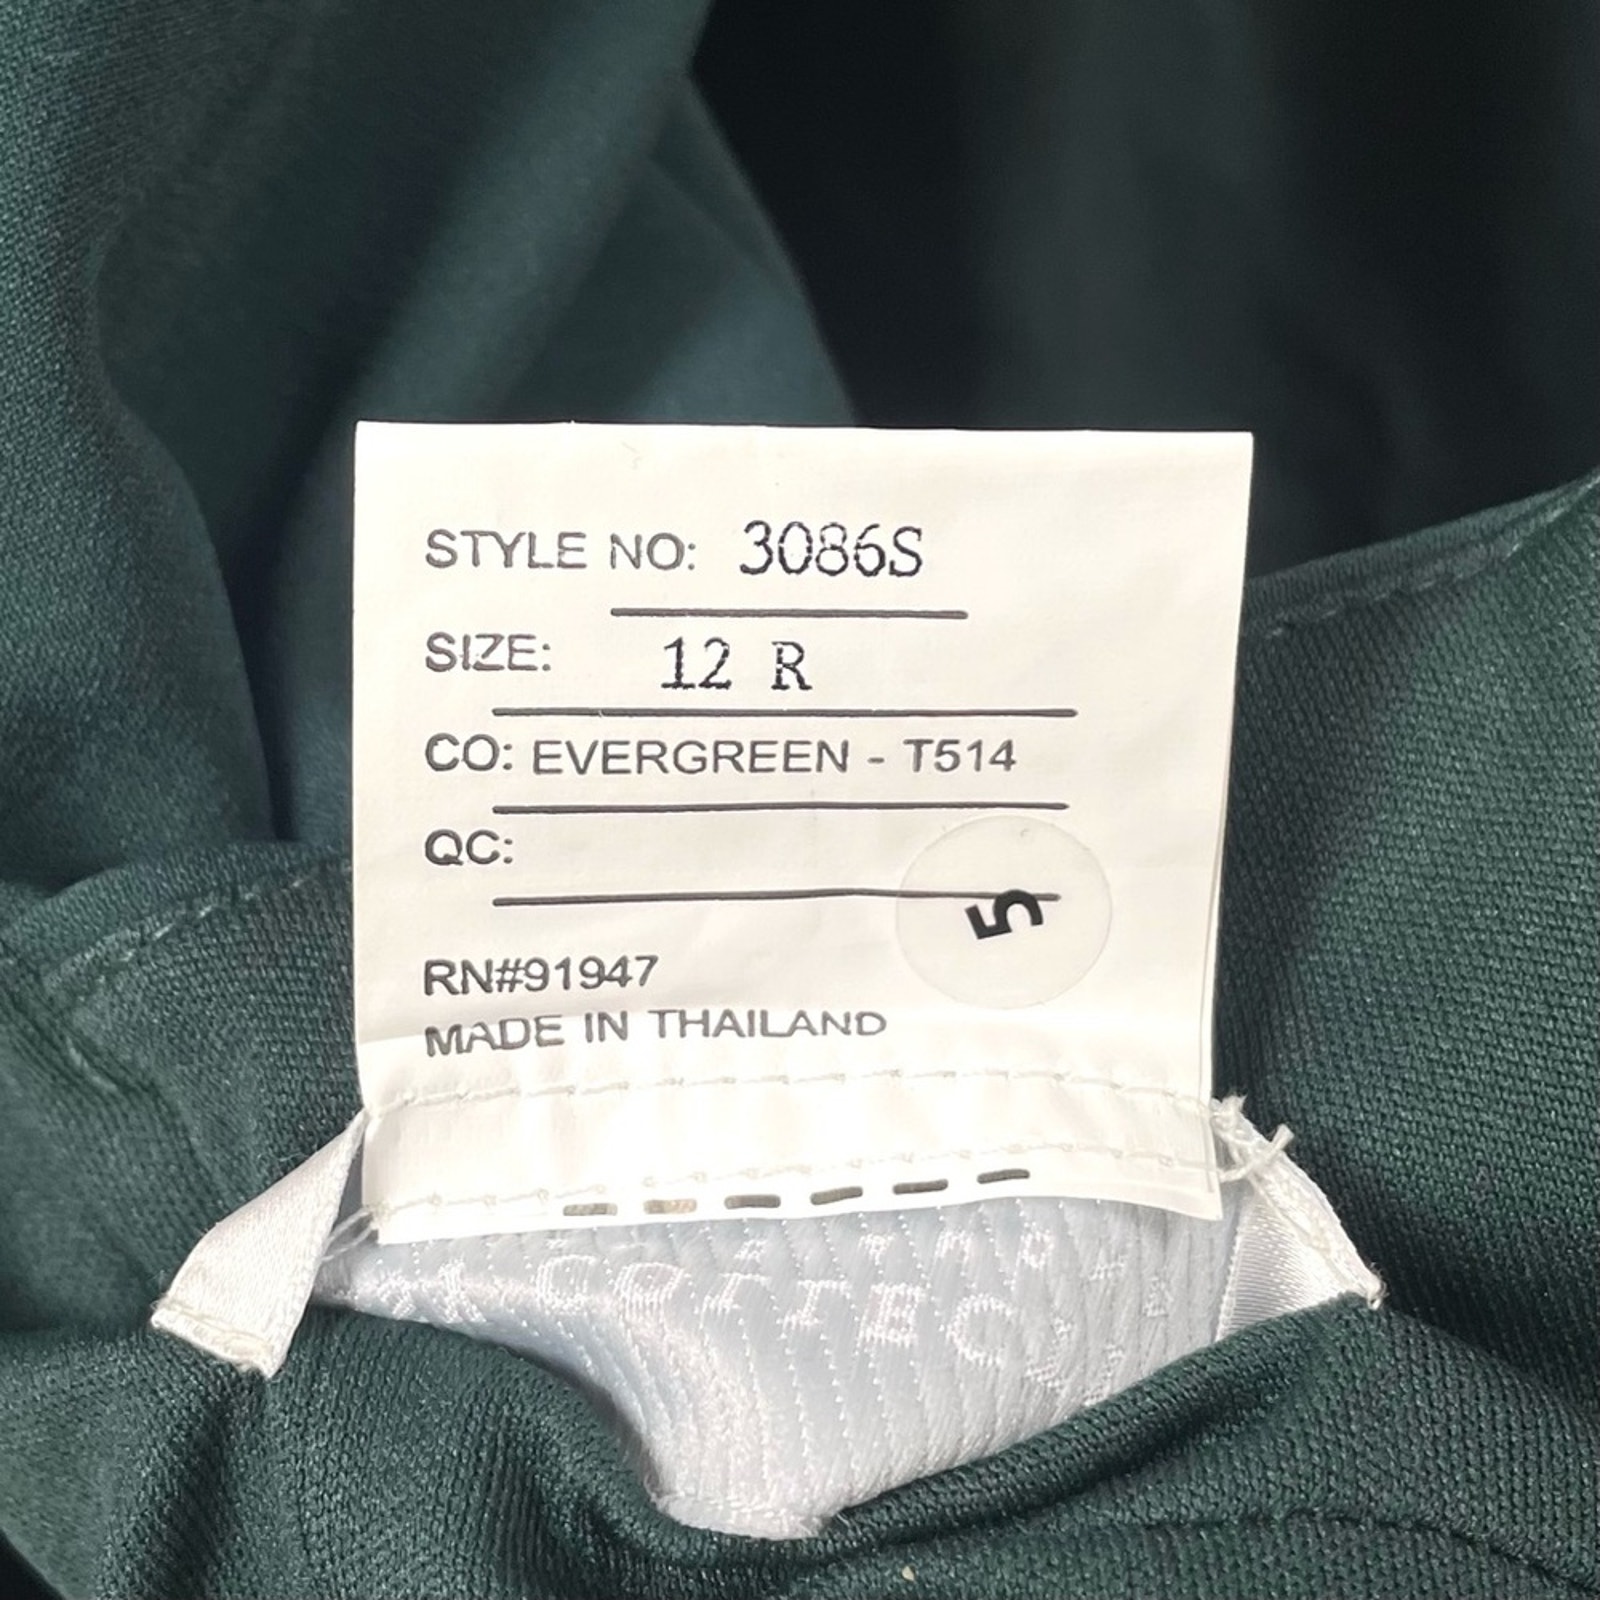 STYLE NO: 3086S
SIZE: 12 R
CO: EVERGREEN - T514
QC:
5
RN#91947
MADE IN THAILAND